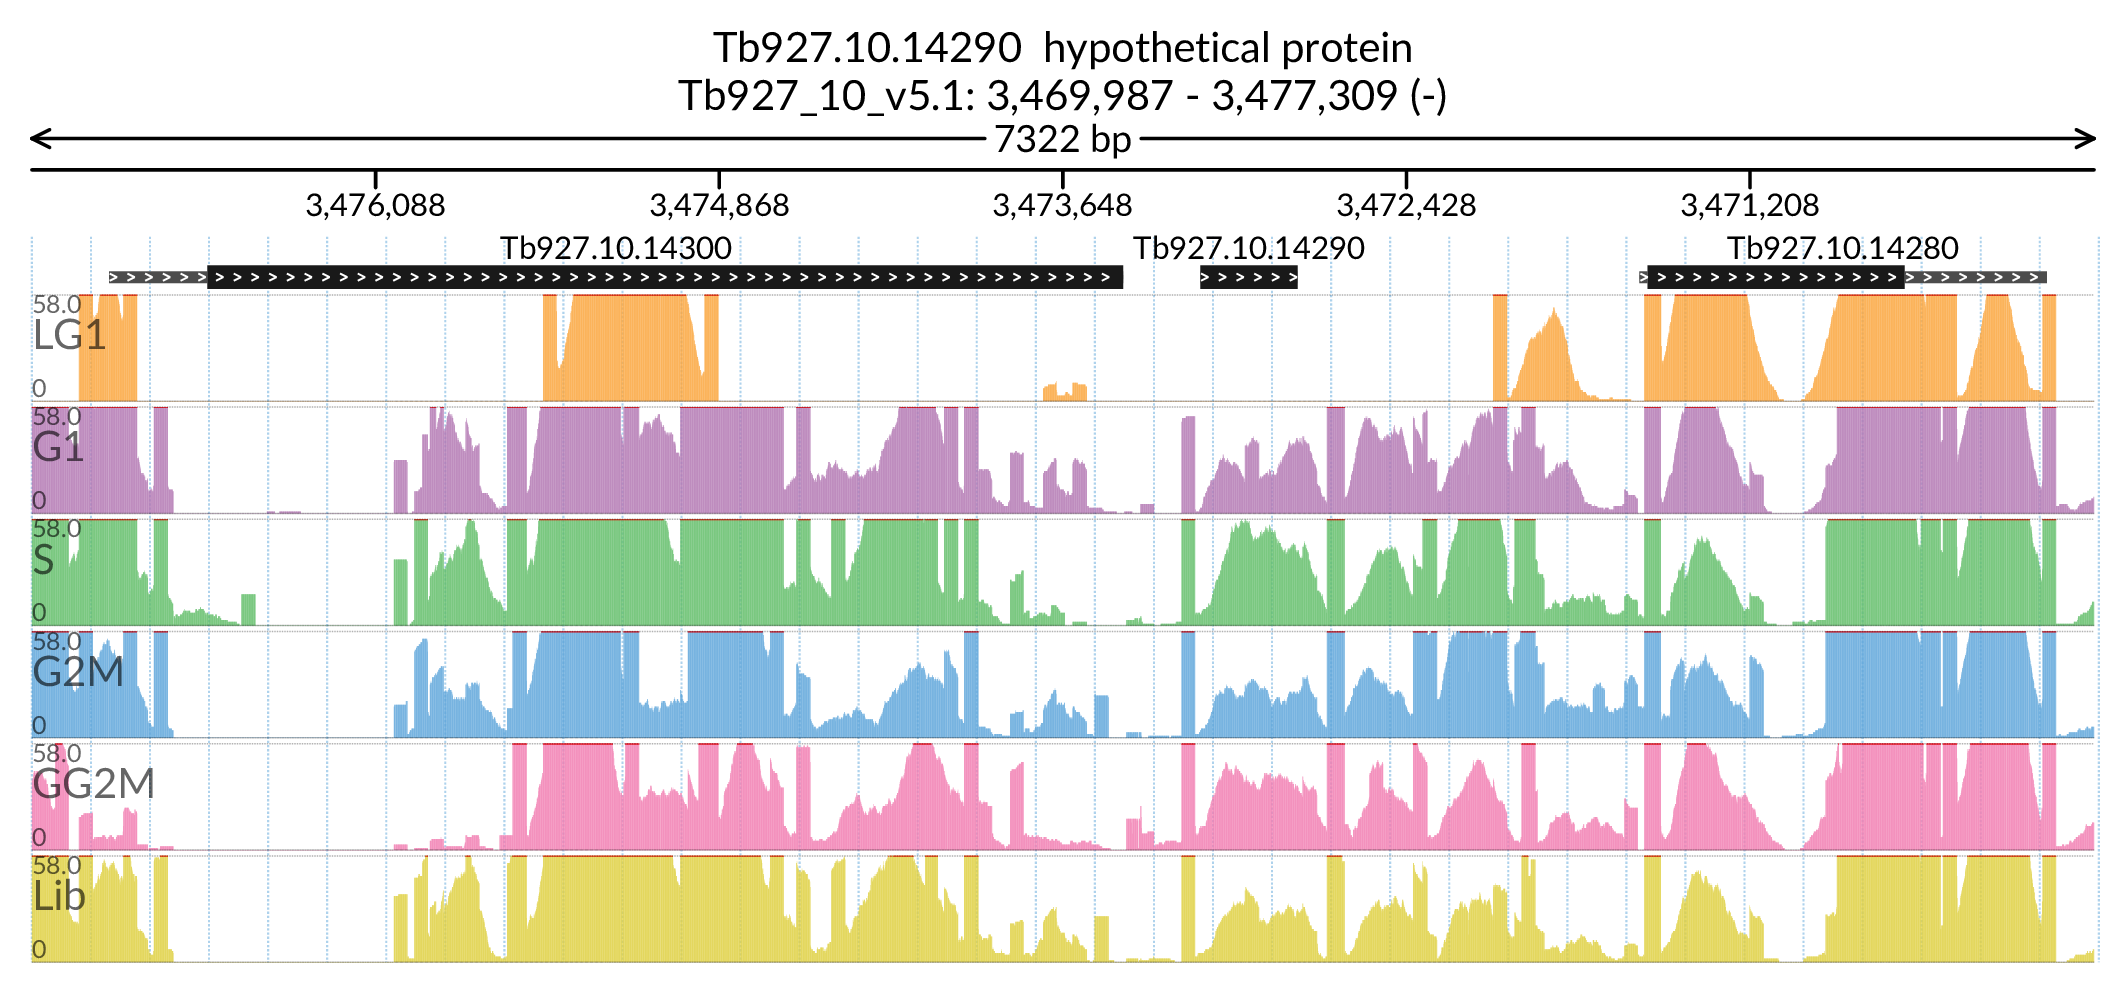 Tb927.10.14290  hypothetical protein
Tb927_10_v5.1: 3,469,987 - 3,477,309 (-)
7322 bp
3,476,088 3,474,868 3,473,648 3,472,428 3,471,208
Tb927.10.14300 Tb927.10.14290 Tb927.10.14280
58.0
LG1
0
58.0
G1
0
58.0
S
0
58.0
G2M
0
58.0
GG2M
0
58.0
Lib
0